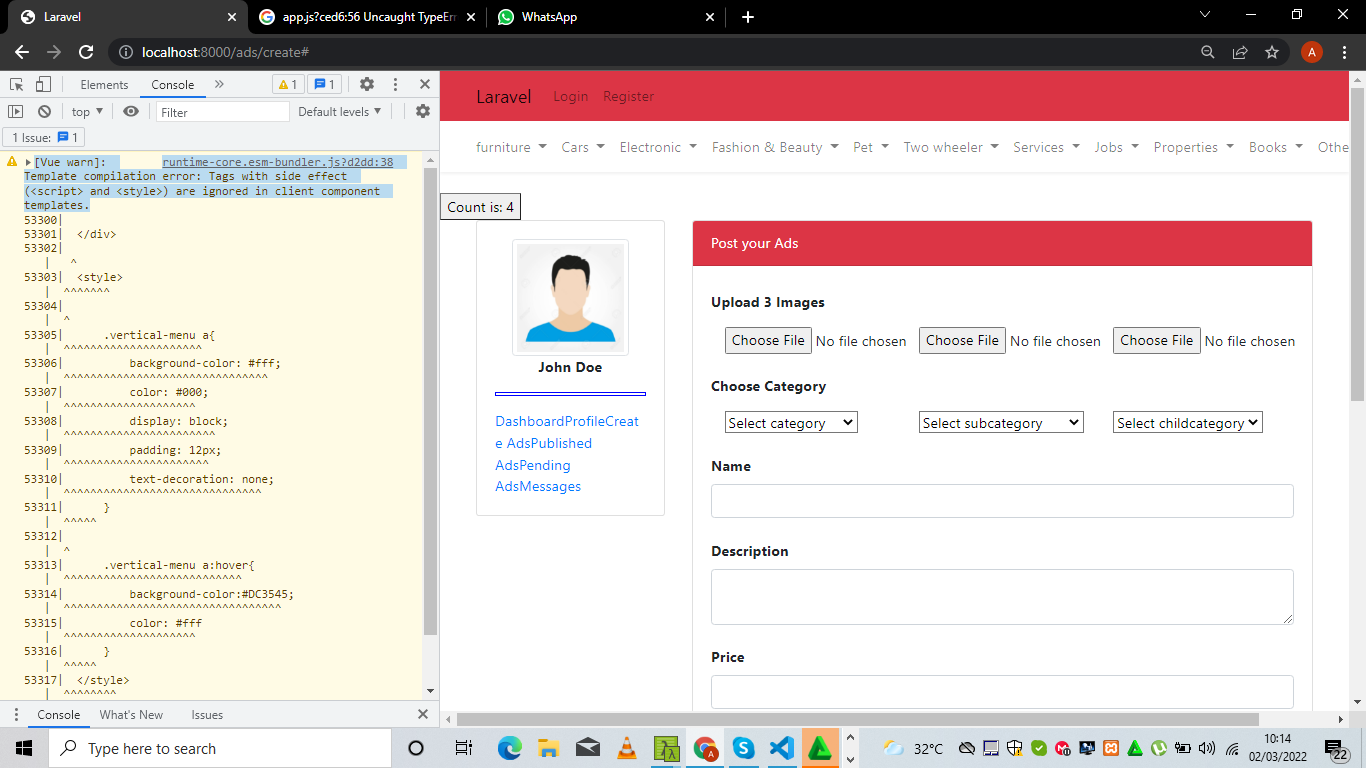 Laravel
app.js?ced6:56 Uncaught TypeErr
WhatsApp
localhost:8000/ads/create#
A
Elements
Console
1
1
top
Filter
Default levels
1 Issue: 1
[Vue warn]: runtime-core.esm-bundler.js?d2dd:38
Template compilation error: Tags with side effect
(<script> and <style>) are ignored in client component
templates.
53300|
53301| </div>
53302|
| ^
53303| <style>
| ^^^^^^^
53304|
| ^
53305| .vertical-menu a{
| ^^^^^^^^^^^^^^^^^^^^^
53306| background-color: #fff;
| ^^^^^^^^^^^^^^^^^^^^^^^^^^^^^^^
53307| color: #000;
| ^^^^^^^^^^^^^^^^^^^^
53308| display: block;
| ^^^^^^^^^^^^^^^^^^^^^^^
53309| padding: 12px;
| ^^^^^^^^^^^^^^^^^^^^^^
53310| text-decoration: none;
| ^^^^^^^^^^^^^^^^^^^^^^^^^^^^^^
53311| }
| ^^^^^
53312|
| ^
53313| .vertical-menu a:hover{
| ^^^^^^^^^^^^^^^^^^^^^^^^^^^
53314| background-color:#DC3545;
| ^^^^^^^^^^^^^^^^^^^^^^^^^^^^^^^^^
53315| color: #fff
| ^^^^^^^^^^^^^^^^^^^^
53316| }
| ^^^^^
53317| </style>
| ^^^^^^^^
Console
What's New
Issues
Laravel Login Register
furniture Cars Electronic Fashion & Beauty Pet Two wheeler Services Jobs Properties Books Othe
Count is: 4
John Doe
DashboardProfileCreat
e AdsPublished
AdsPending
AdsMessages
Post your Ads
Upload 3 Images
Choose File No file chosen Choose File No file chosen Choose File No file chosen
Choose Category
Select category Select subcategory Select childcategory
Name
Description
Price
Type here to search
32°C
10:14
02/03/2022
22